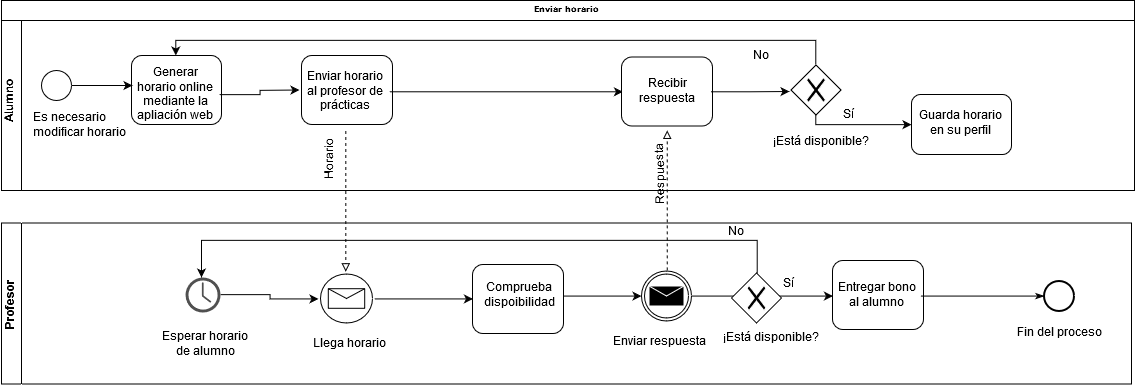 Enviar horario
Alumno
Es necesario
modificar horario
Generar
horario online
mediante la
apliación web
Enviar horario
al profesor de
prácticas
Horario
Recibir
respuesta
Respuesta
No
Sí
¡Está disponible?
Guarda horario
en su perfil
Profesor
Esperar horario
de alumno
Llega horario
Comprueba
dispoibilidad
Enviar respuesta
No
Sí
¡Está disponible?
Entregar bono
al alumno
Fin del proceso